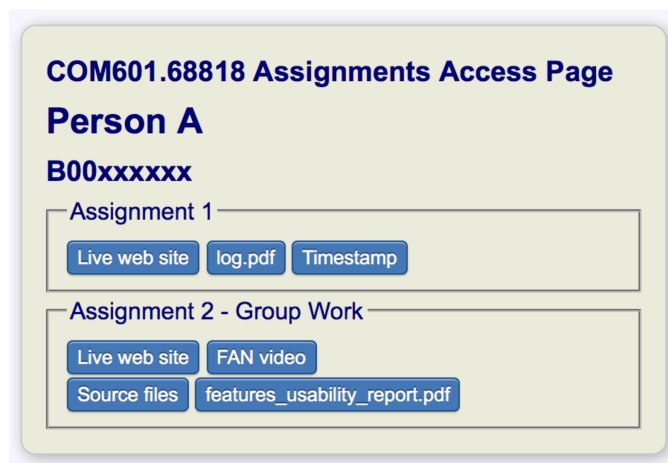 COM601.68818 Assignments Access Page
Person A
B00xxxxxx
Assignment 1
Live web site log.pdf Timestamp
Assignment 2 - Group Work
Live web site FAN video
Source files features_usability_report.pdf